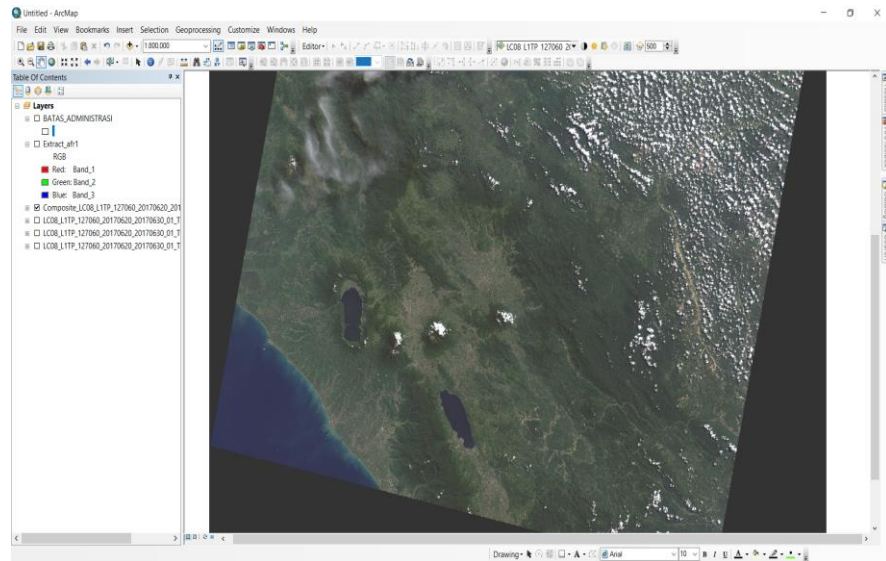 Untitled - ArcMap
File Edit View Bookmarks Insert Selection Geoprocessing Customize Windows Help
1:800.000
Editor
LC08 L1TP 127060
500
Table Of Contents
Layers
BATAS_ADMINISTRASI
Extract_afr1
RGB
Red: Band_1
Green: Band_2
Blue: Band_3
Composite_LC08_L1TP_127060_20170620_201
LC08_L1TP_127060_20170620_20170630_01_T
LC08_L1TP_127060_20170620_20170630_01_T
LC08_L1TP_127060_20170620_20170630_01_T
Drawing
A
Arial
10
B I U A